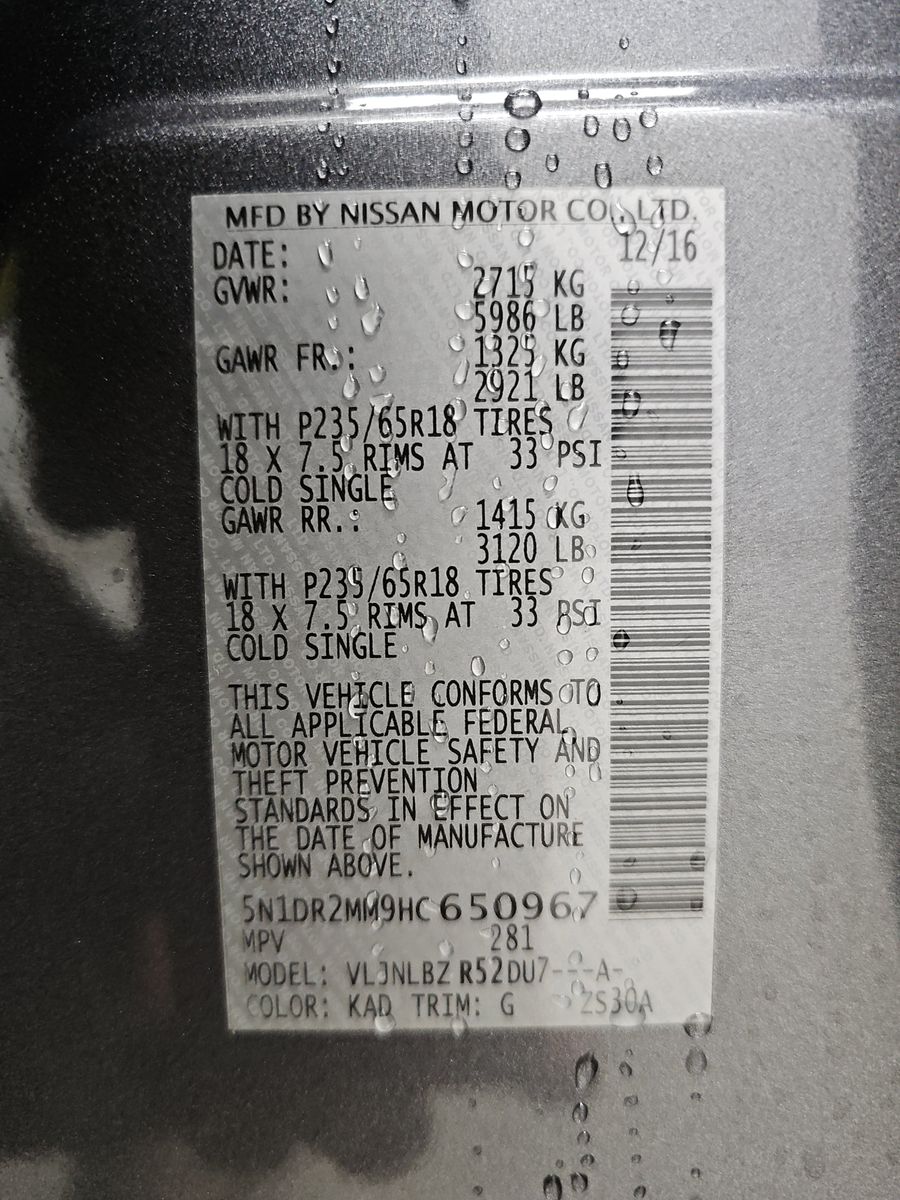 MFD BY NISSAN MOTOR CO., LTD.
DATE: 12/16
GVWR: 2715 KG
5986 LB
GAWR FR.: 1325 KG
2921 LB
WITH P235/65R18 TIRES
18 X 7.5 RIMS AT 33 PSI
COLD SINGLE
GAWR RR.: 1415 KG
3120 LB
WITH P235/65R18 TIRES
18 X 7.5 RIMS AT 33 PSI
COLD SINGLE
THIS VEHICLE CONFORMS TO
ALL APPLICABLE FEDERAL
MOTOR VEHICLE SAFETY AND
THEFT PREVENTION
STANDARDS IN EFFECT ON
THE DATE OF MANUFACTURE
SHOWN ABOVE.
5N1DR2MM9HC 650967
MPV 281
MODEL: VLJNLBZ R52DU7---A-
COLOR: KAD TRIM: G ZS30A